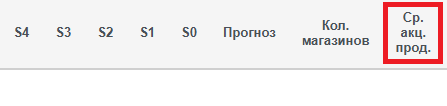 S4 S3 S2 S1 S0 Прогноз Кол. магазинов Ср. акц. прод.